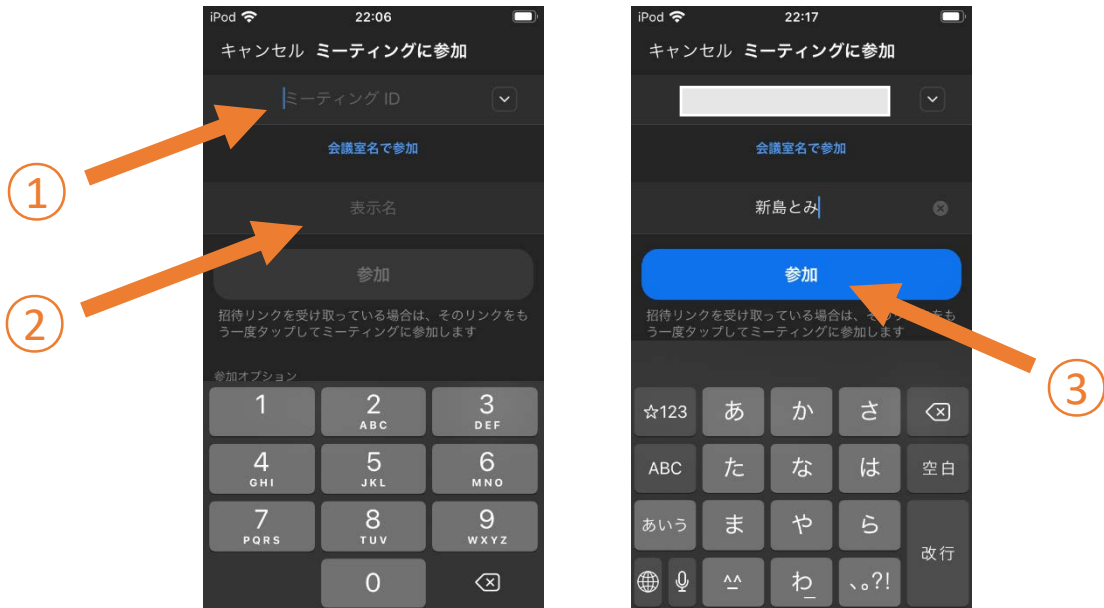 iPod 22:06
キャンセル ミーティングに参加
ミーティング ID
会議室名で参加
表示名
参加
招待リンクを受け取っている場合は、そのリンクをも
う一度タップしてミーティングに参加します
参加オプション
1 2 3
ABC DEF
4 5 6
GHI JKL MNO
7 8 9
PQRS TUV WXYZ
0
①
②
iPod 22:17
キャンセル ミーティングに参加
会議室名で参加
新島とみ
参加
招待リンクを受け取っている場合は、そのリンクをも
う一度タップしてミーティングに参加します
☆123 あ か さ
ABC た な は 空白
あいう ま や ら
改行
^^ わ 、。?!
③